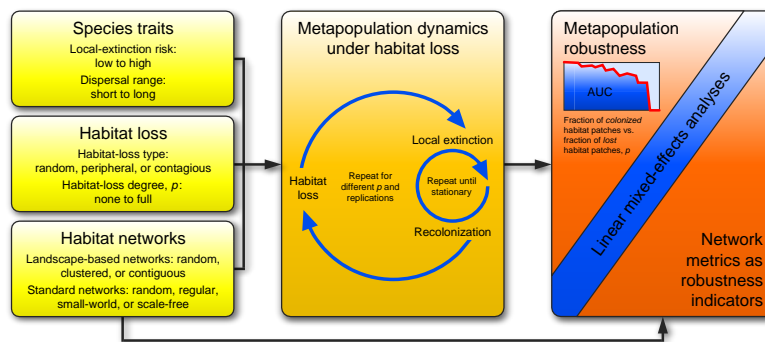 Species traits
Local-extinction risk:
low to high
Dispersal range:
short to long
Habitat loss
Habitat-loss type:
random, peripheral, or contagious
Habitat-loss degree, p:
none to full
Habitat networks
Landscape-based networks: random,
clustered, or contiguous
Standard networks: random, regular,
small-world, or scale-free
Metapopulation dynamics
under habitat loss
Local extinction
Habitat
loss
Repeat for
different p and
replications
Repeat until
stationary
Recolonization
Metapopulation
robustness
AUC
Fraction of colonized
habitat patches vs.
fraction of lost
habitat patches, p
Linear mixed-effects analyses
Network
metrics as
robustness
indicators